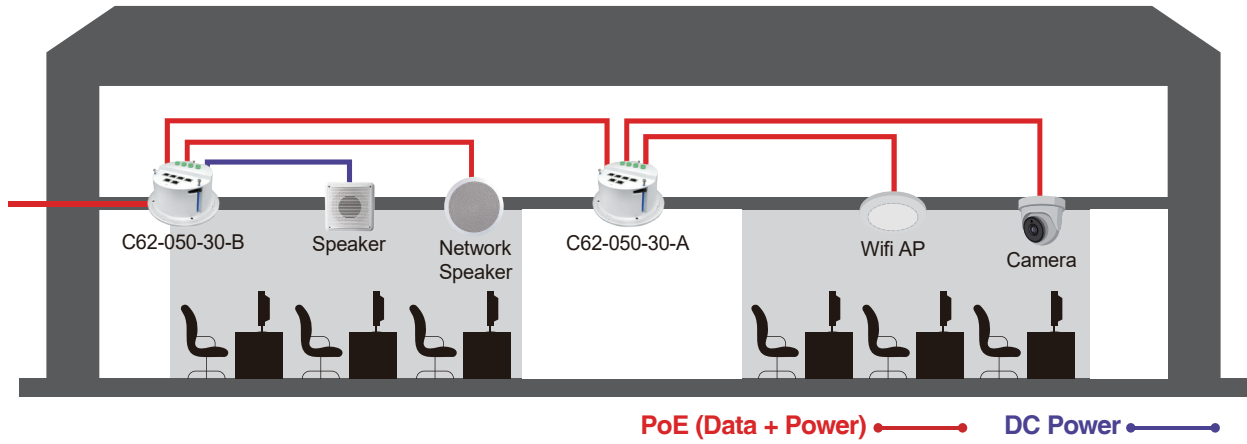 C62-050-30-B
Speaker
Network
Speaker
C62-050-30-A
Wifi AP
Camera
PoE (Data + Power)
DC Power